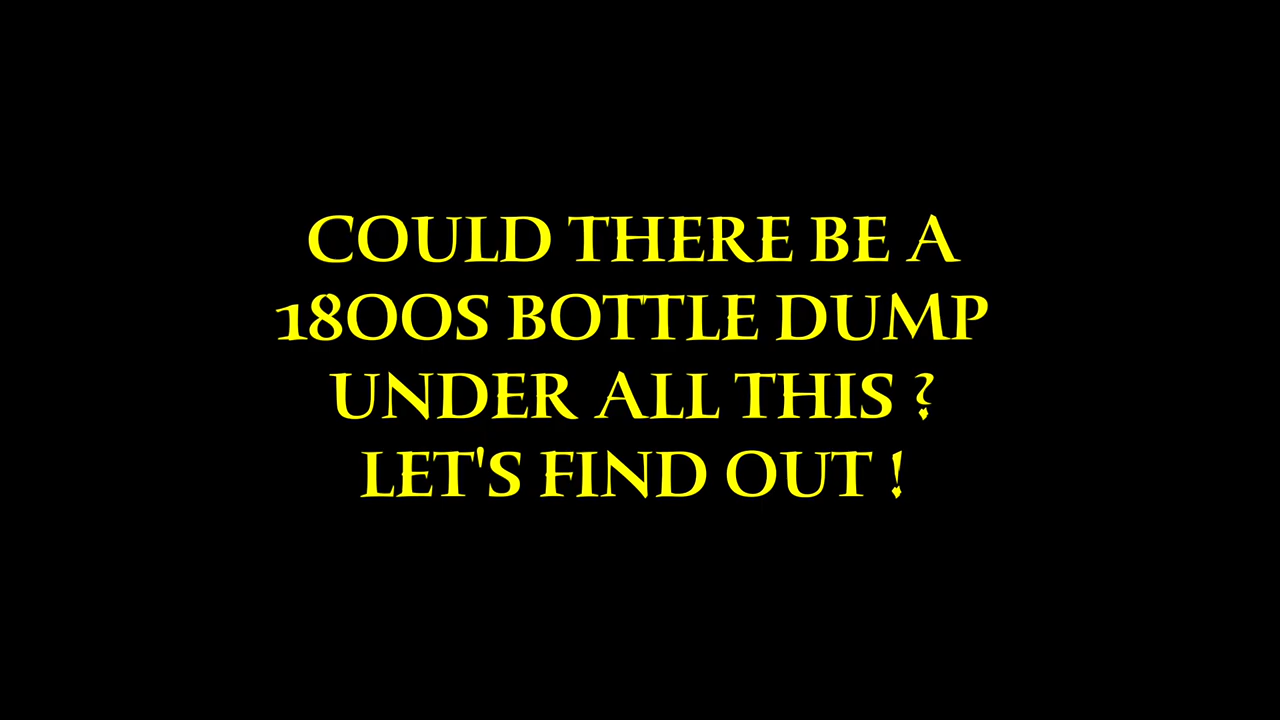 COULD THERE BE A
1800S BOTTLE DUMP
UNDER ALL THIS ?
LET'S FIND OUT !